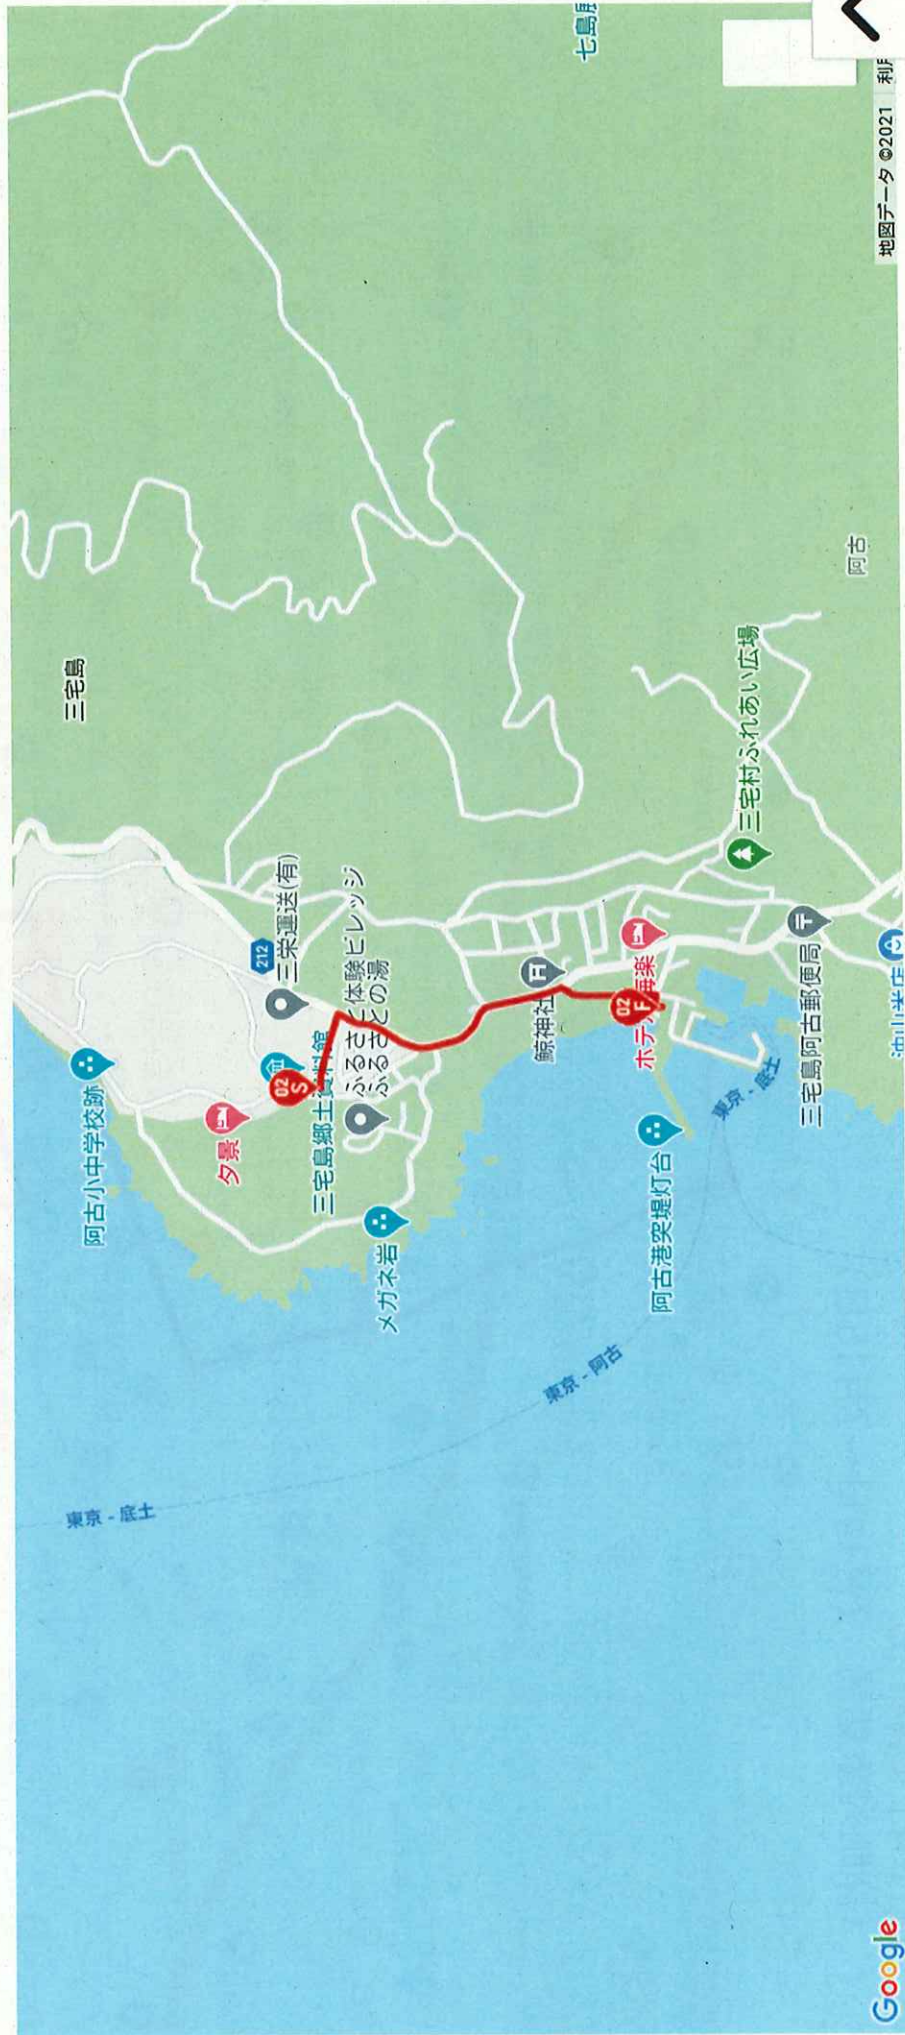 三宅島
阿古小中学校跡
東京 - 底土
夕景
212
三栄運送(有)
02
S
三宅島郷土資料館
ふるさと体験ビレッジ
ふるさとの湯
メガネ岩
鯨神社
東京 - 阿古
七島
02
F
ホテル海楽
阿古港突堤灯台
東京 - 底土
三宅村ふれあい広場
三宅島阿古郵便局
阿古
Google
地図データ ©2021